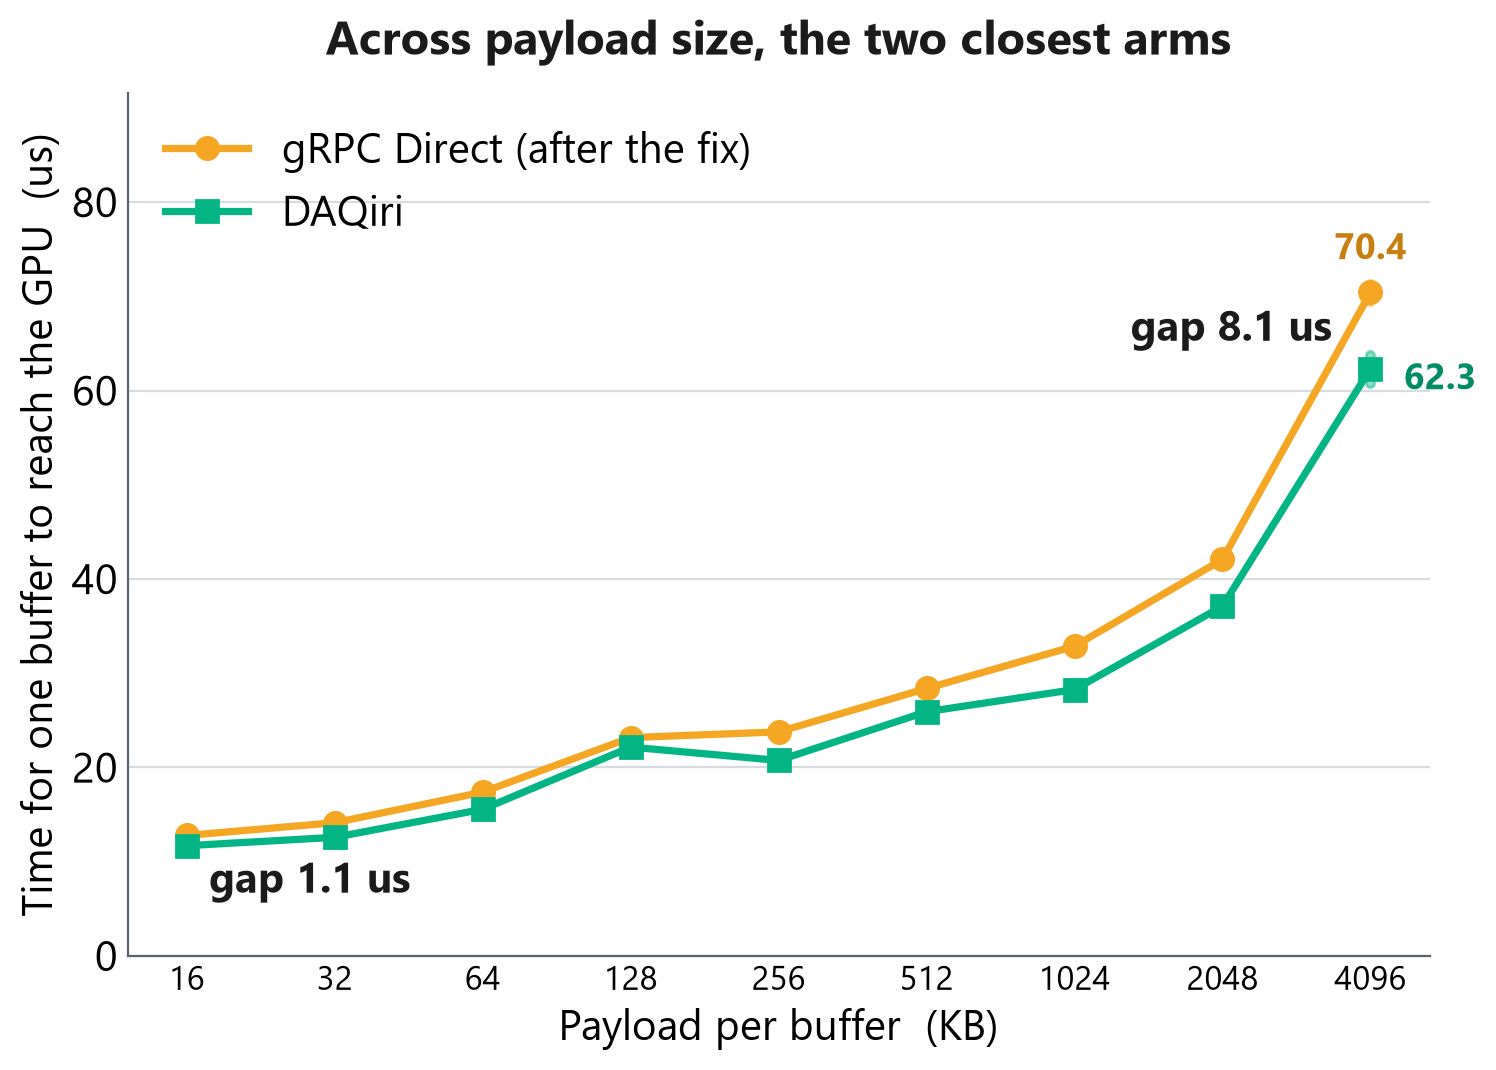 Across payload size, the two closest arms
gRPC Direct (after the fix)
DAQiri
Time for one buffer to reach the GPU (us)
80
60
40
20
0
70.4
gap 8.1 us
62.3
gap 1.1 us
16 32 64 128 256 512 1024 2048 4096
Payload per buffer (KB)